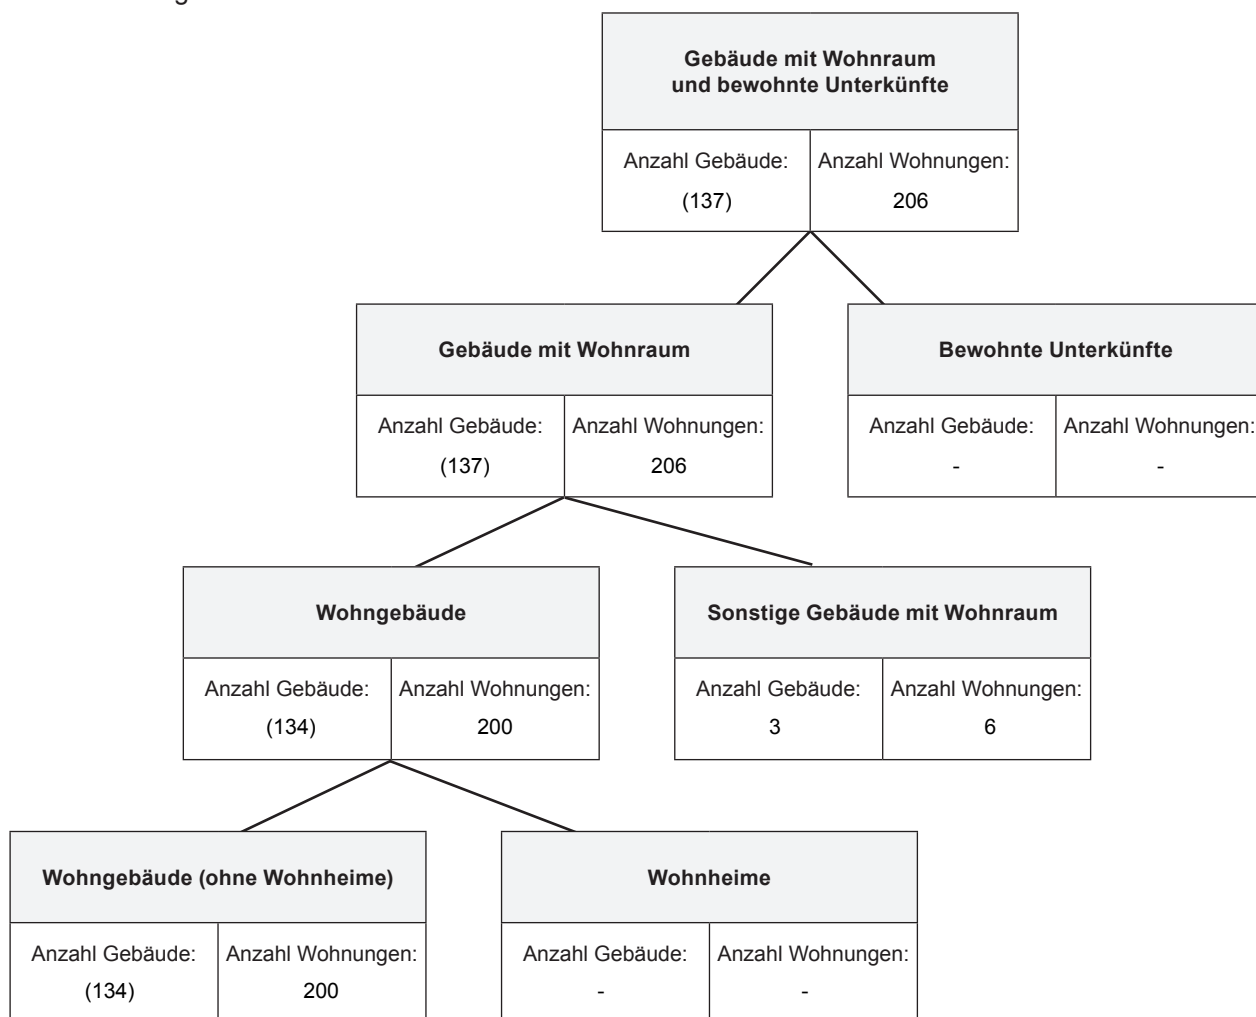 Gebäude mit Wohnraum
und bewohnte Unterkünfte
Anzahl Gebäude: Anzahl Wohnungen:
(137) 206
Gebäude mit Wohnraum Bewohnte Unterkünfte
Anzahl Gebäude: Anzahl Wohnungen: Anzahl Gebäude: Anzahl Wohnungen:
(137) 206 - -
Wohngebäude Sonstige Gebäude mit Wohnraum
Anzahl Gebäude: Anzahl Wohnungen: Anzahl Gebäude: Anzahl Wohnungen:
(134) 200 3 6
Wohngebäude (ohne Wohnheime) Wohnheime
Anzahl Gebäude: Anzahl Wohnungen: Anzahl Gebäude: Anzahl Wohnungen:
(134) 200 - -